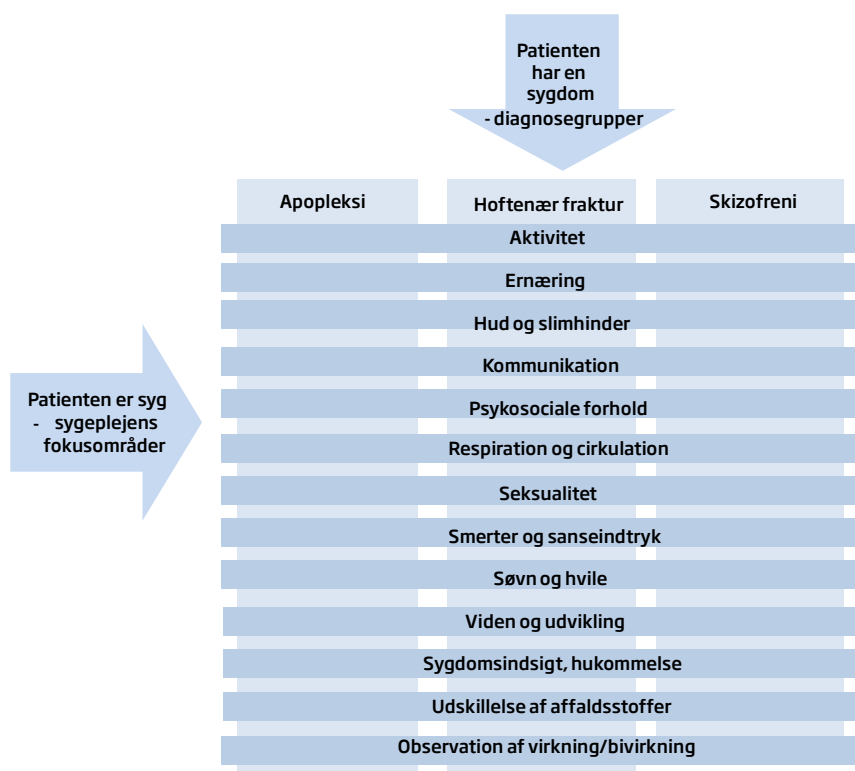 Patienten
har en
sygdom
- diagnosegrupper
Apopleksi
Hoftenær fraktur
Skizofreni
Aktivitet
Ernæring
Hud og slimhinder
Kommunikation
Patienten er syg
- sygeplejens
fokusområder
Psykosociale forhold
Respiration og cirkulation
Seksualitet
Smerter og sanseindtryk
Søvn og hvile
Viden og udvikling
Sygdomsindsigt, hukommelse
Udskillelse af affaldsstoffer
Observation af virkning/bivirkning